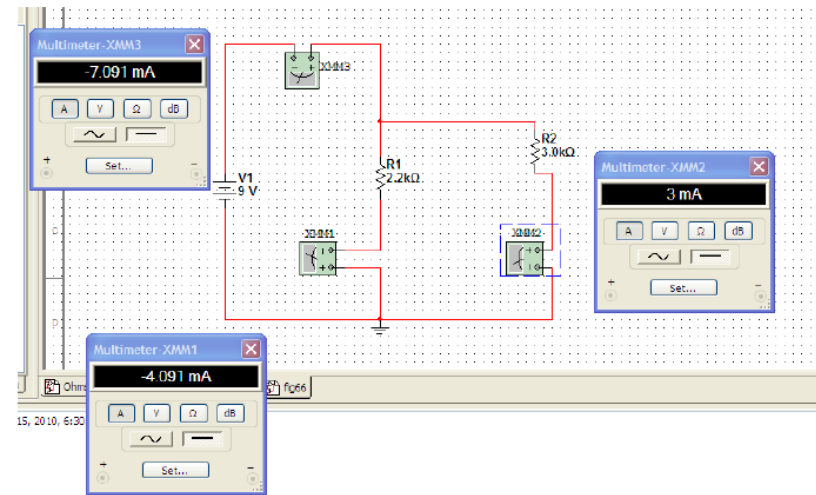 Multimeter-XMM3
-7.091 mA
A V Ω dB
Set...
+ -
XMM3
V1
9 V
R1
2.2kΩ
R2
3.0kΩ
XMM1
XMM2
Multimeter-XMM2
3 mA
A V Ω dB
Set...
+ -
Multimeter-XMM1
-4.091 mA
A V Ω dB
Set...
+ -
Ohms
fig66
15, 2010, 6:30